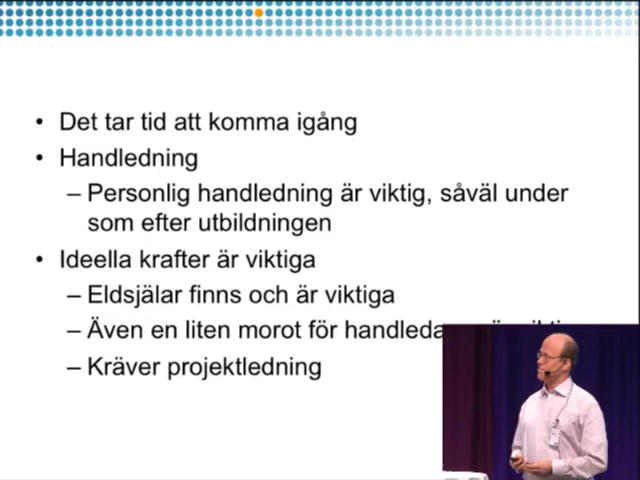 • Det tar tid att komma igång
• Handledning
– Personlig handledning är viktig, såväl under
som efter utbildningen
• Ideella krafter är viktiga
– Eldsjälar finns och är viktiga
– Även en liten morot för
– Kräver projektledning